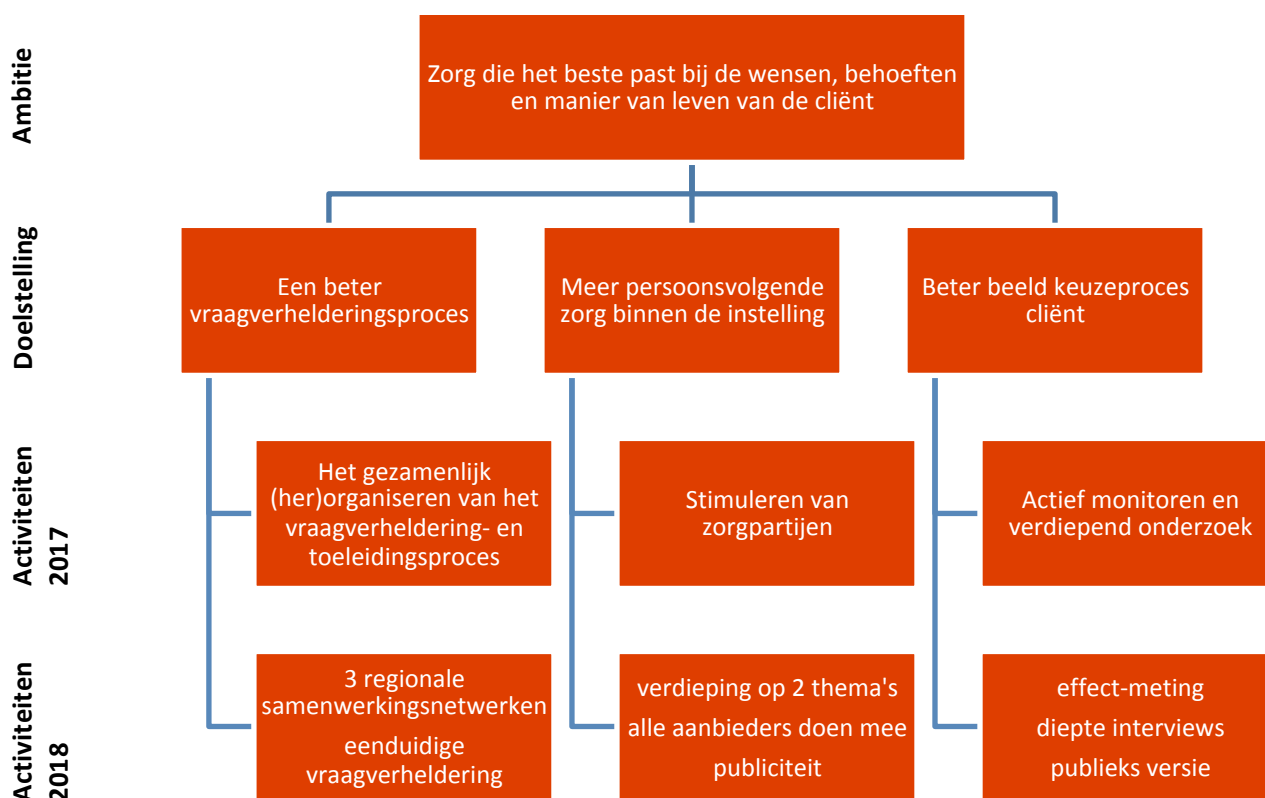 Ambitie
Zorg die het beste past bij de wensen, behoeften
en manier van leven van de cliënt
Doelstelling
Een beter
vraagverhelderingsproces
Meer persoonsvolgende
zorg binnen de instelling
Beter beeld keuzeproces
cliënt
Activiteiten
2017
Het gezamenlijk
(her)organiseren van het
vraagverheldering- en
toeleidingsproces
Stimuleren van
zorgpartijen
Actief monitoren en
verdiepend onderzoek
Activiteiten
2018
3 regionale
samenwerkingsnetwerken
eenduidige
vraagverheldering
verdieping op 2 thema's
alle aanbieders doen mee
publiciteit
effect-meting
diepte interviews
publieks versie